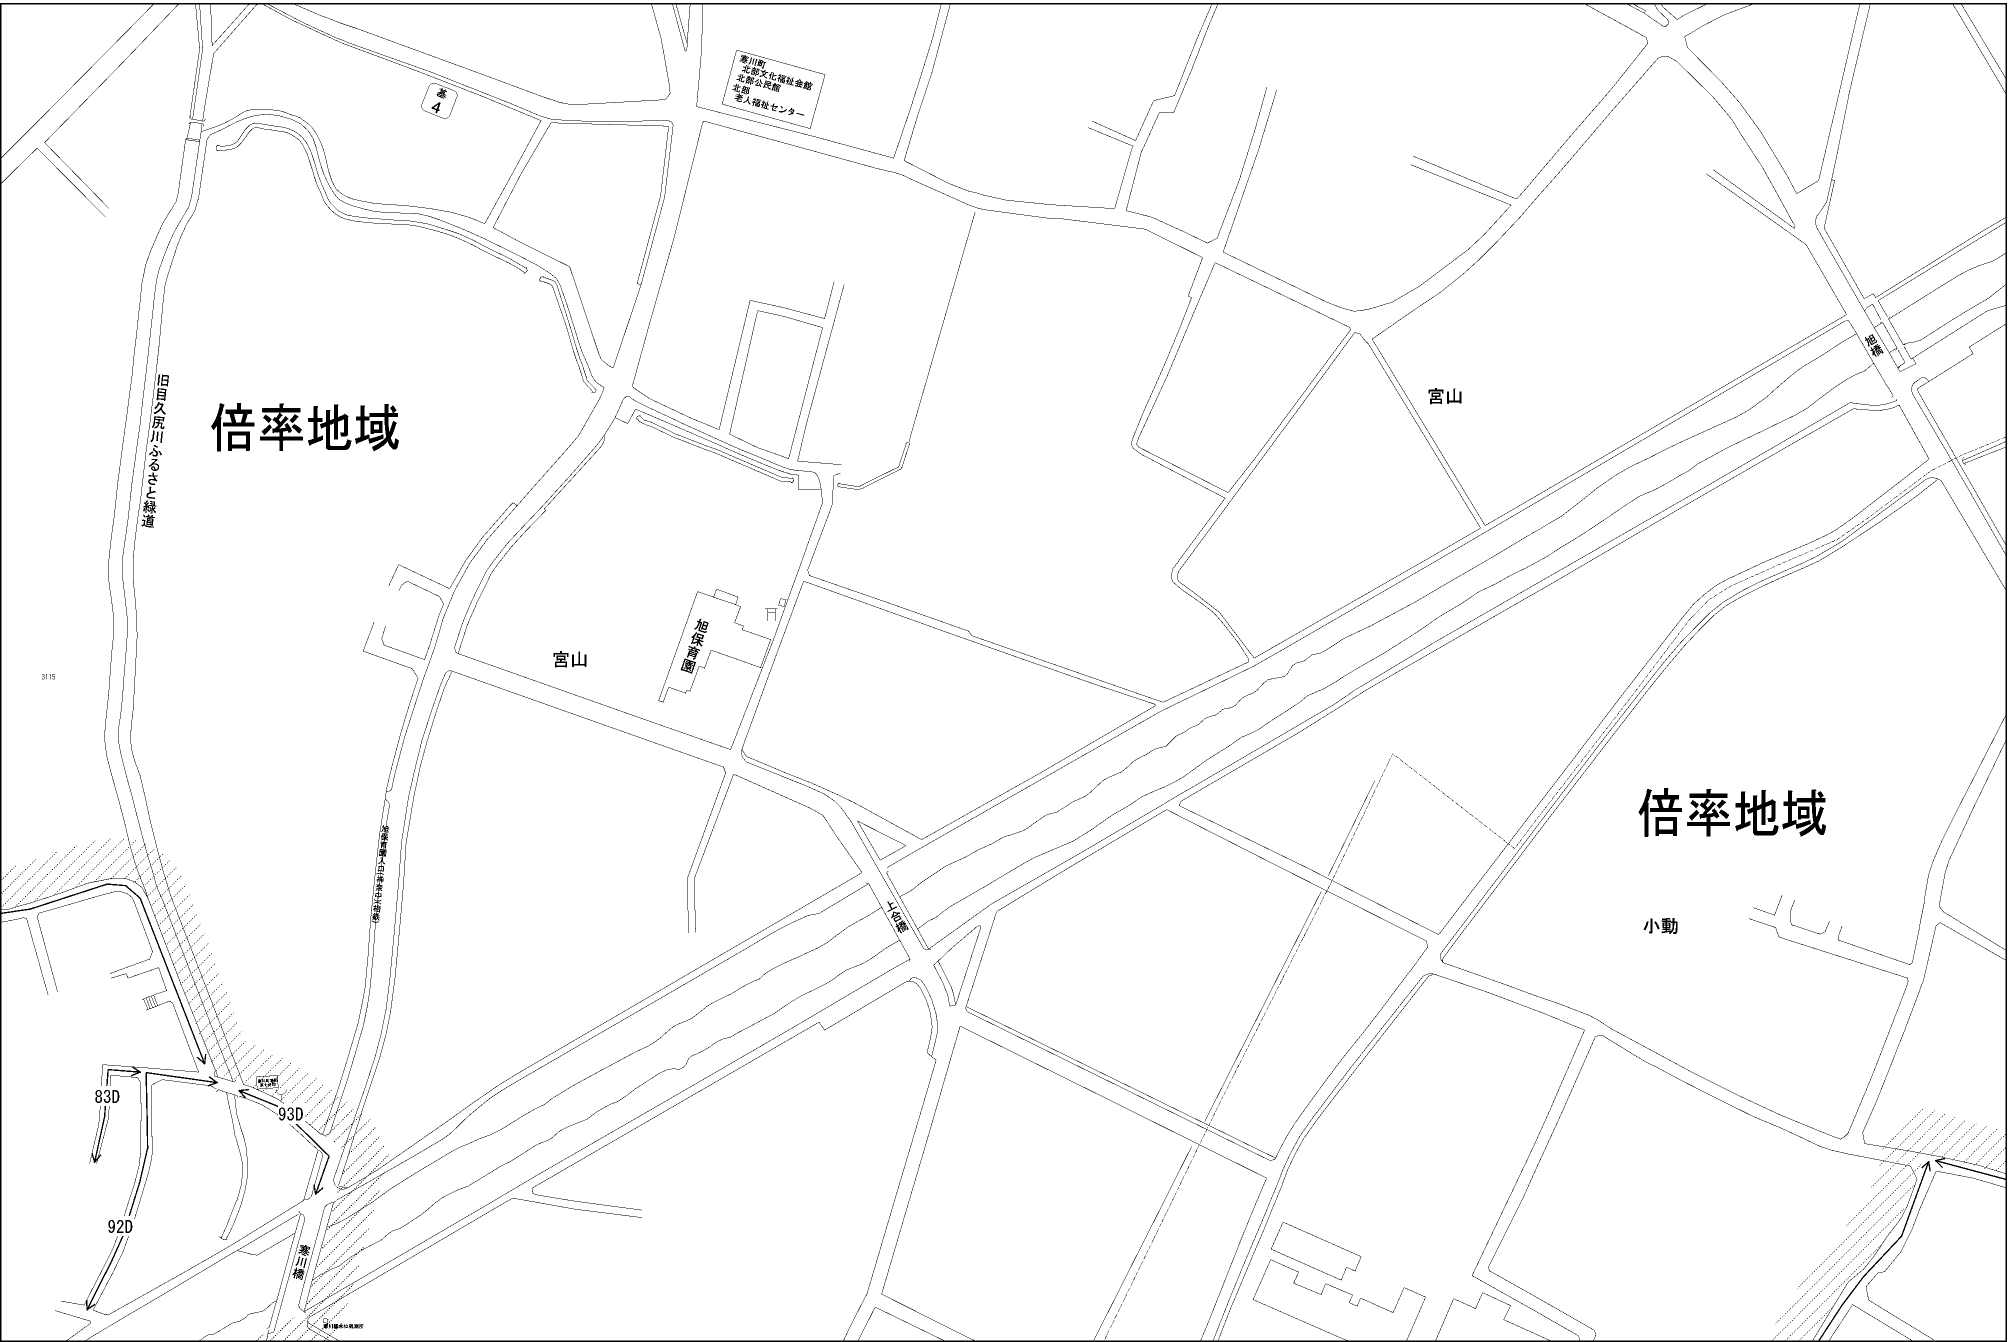 寒川町
北部文化福祉会館
北部公民館
北部
老人福祉センター
基
4
旭橋
宮山
旧目久尻川ふるさと緑道
倍率地域
旭保育園
宮山
3115
倍率地域
小動
上合橋
83D
93D
92D
寒川橋